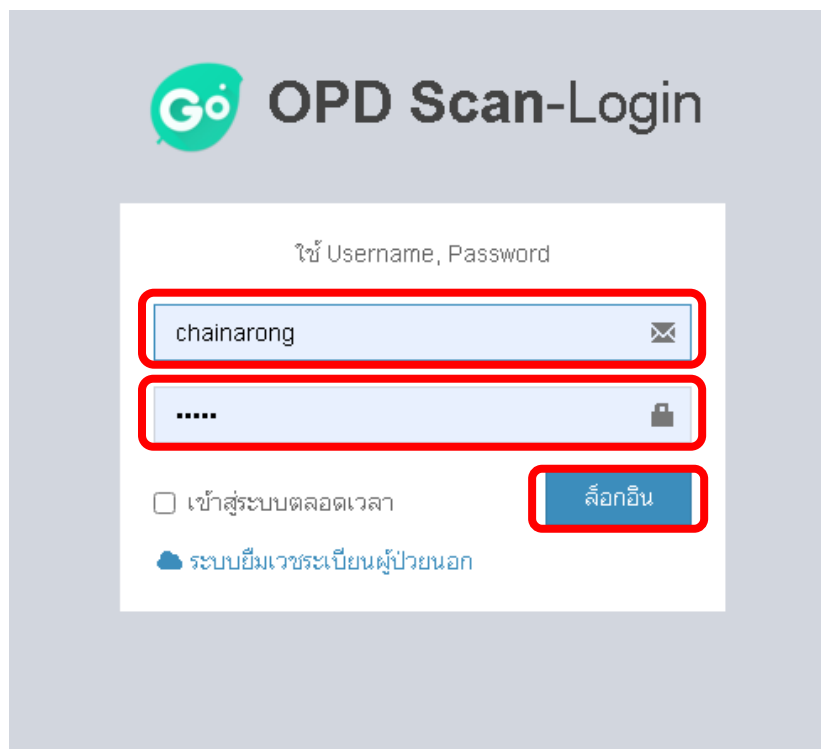 Go OPD Scan-Login
ใช้ Username, Password
chainarong
•••••
เข้าสู่ระบบตลอดเวลา
ล็อกอิน
ระบบยืมเวชระเบียนผู้ป่วยนอก